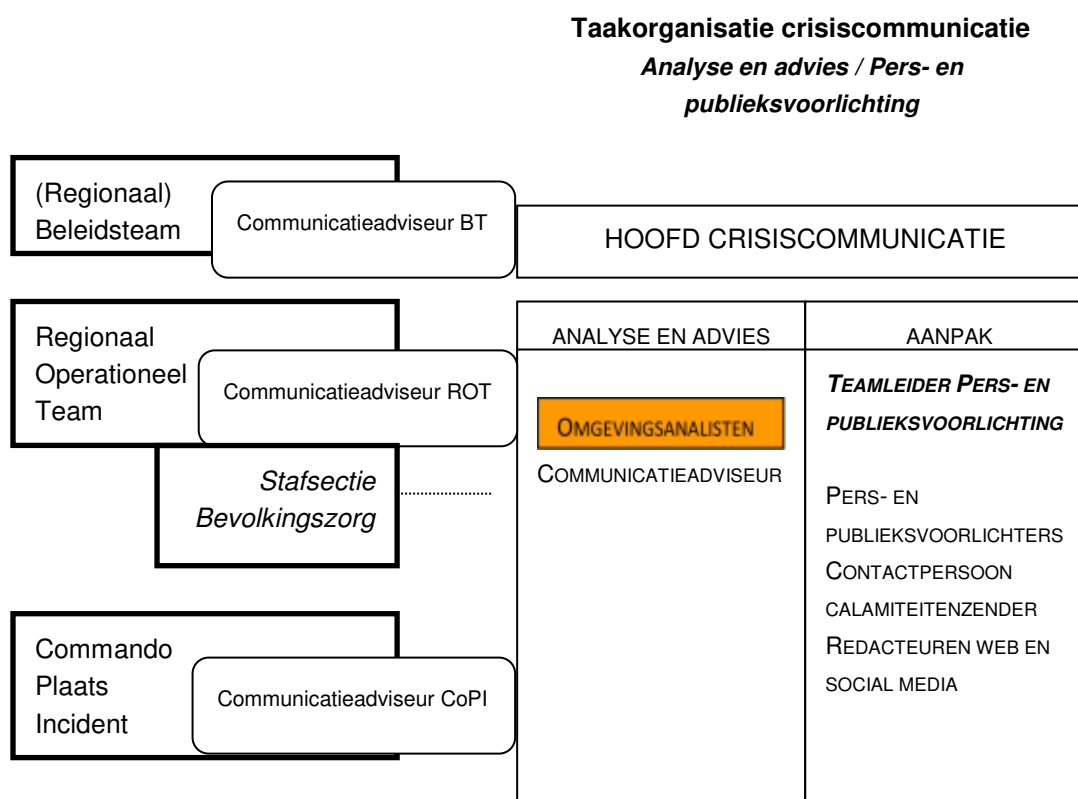 Taakorganisatie crisiscommunicatie
Analyse en advies / Pers- en
publieksvoorlichting
(Regionaal)
Beleidsteam
Communicatieadviseur BT
HOOFD CRISISCOMMUNICATIE
Regionaal
Operationeel
Team
Communicatieadviseur ROT
Stafsectie
Bevolkingszorg
ANALYSE EN ADVIES
OMGEVINGSANALISTEN
COMMUNICATIEADVISEUR
AANPAK
TEAMLEIDER PERS- EN
PUBLIEKSVOORLICHTING
PERS- EN
PUBLIEKSVOORLICHTERS
CONTACTPERSOON
CALAMITEITENZENDER
REDACTEUREN WEB EN
SOCIAL MEDIA
Commando
Plaats
Incident
Communicatieadviseur CoPI